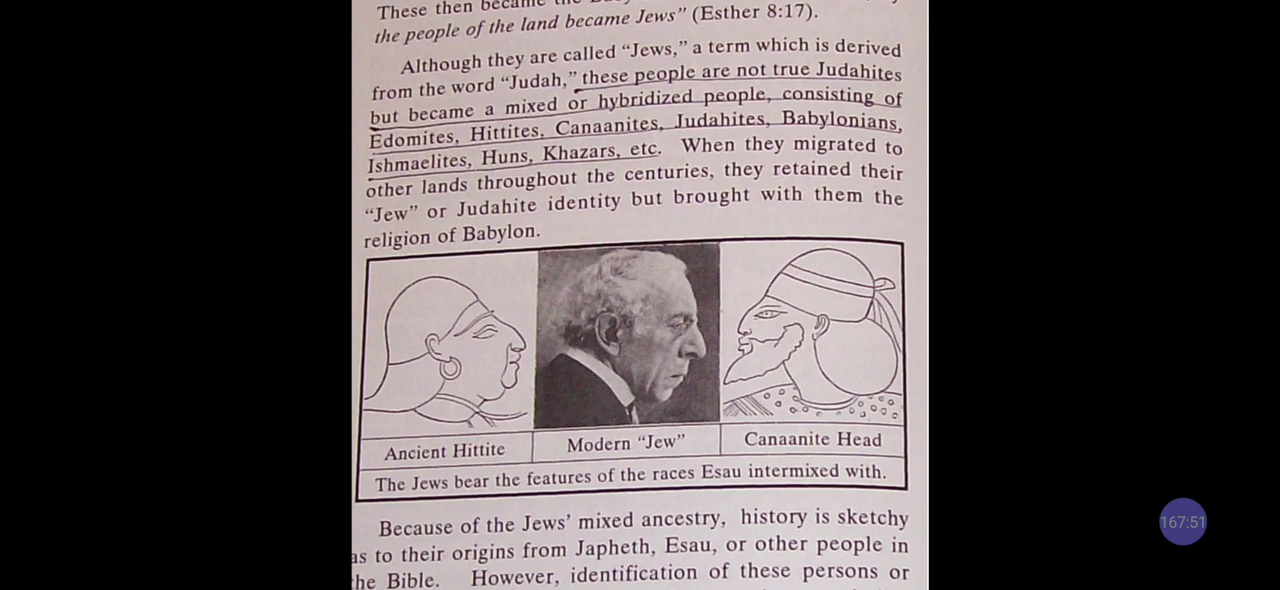 These then became the
the people of the land became Jews" (Esther 8:17).
Although they are called "Jews," a term which is derived
from the word "Judah," these people are not true Judahites
but became a mixed or hybridized people, consisting of
Edomites, Hittites, Canaanites, Judahites, Babylonians,
Ishmaelites, Huns, Khazars, etc. When they migrated to
other lands throughout the centuries, they retained their
"Jew" or Judahite identity but brought with them the
religion of Babylon.
Ancient Hittite
Modern "Jew"
Canaanite Head
The Jews bear the features of the races Esau intermixed with.
Because of the Jews' mixed ancestry, history is sketchy
as to their origins from Japheth, Esau, or other people in
the Bible. However, identification of these persons or
167:51